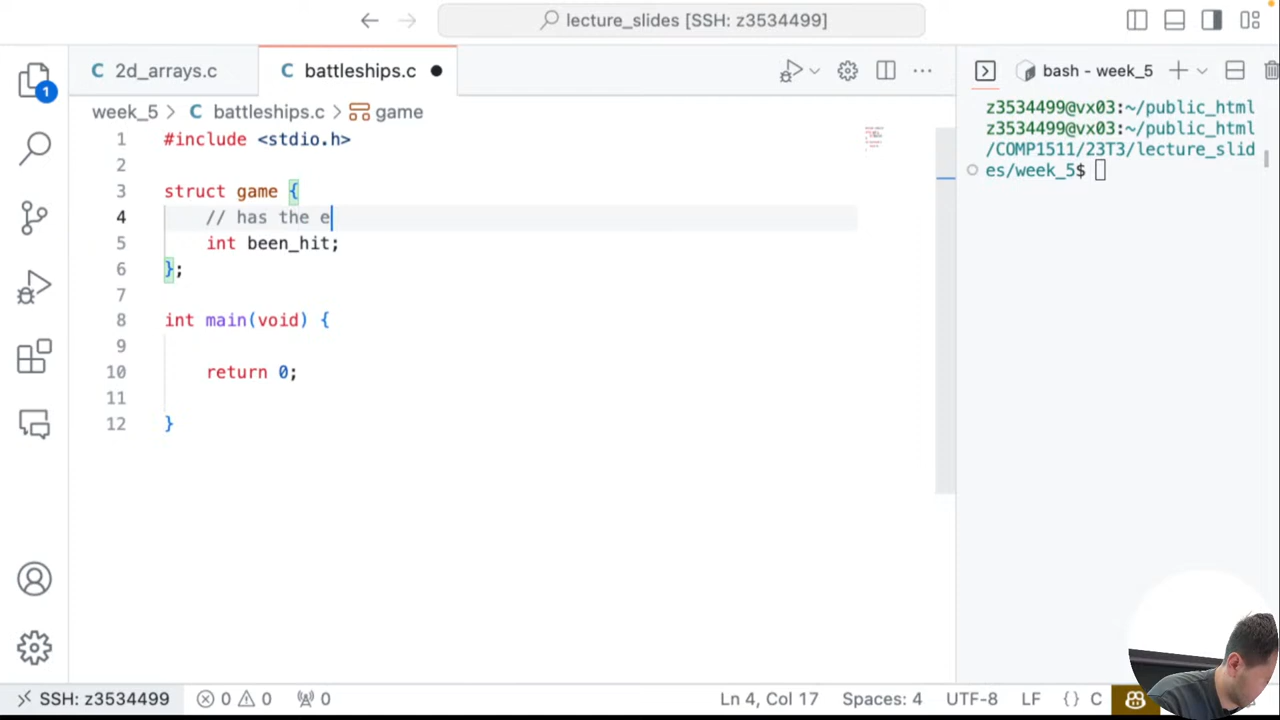 lecture_slides [SSH: z3534499]
C 2d_arrays.c
C battleships.c
bash - week_5
1
week_5 > C battleships.c > game
1 #include <stdio.h>
2
3 struct game {
4 // has the e
5 int been_hit;
6 };
7
8 int main(void) {
9
10 return 0;
11
12 }
z3534499@vx03:~/public_html
z3534499@vx03:~/public_html
/COMP1511/23T3/lecture_slid
es/week_5$
SSH: z3534499 0 0 0 Ln 4, Col 17 Spaces: 4 UTF-8 LF {} C